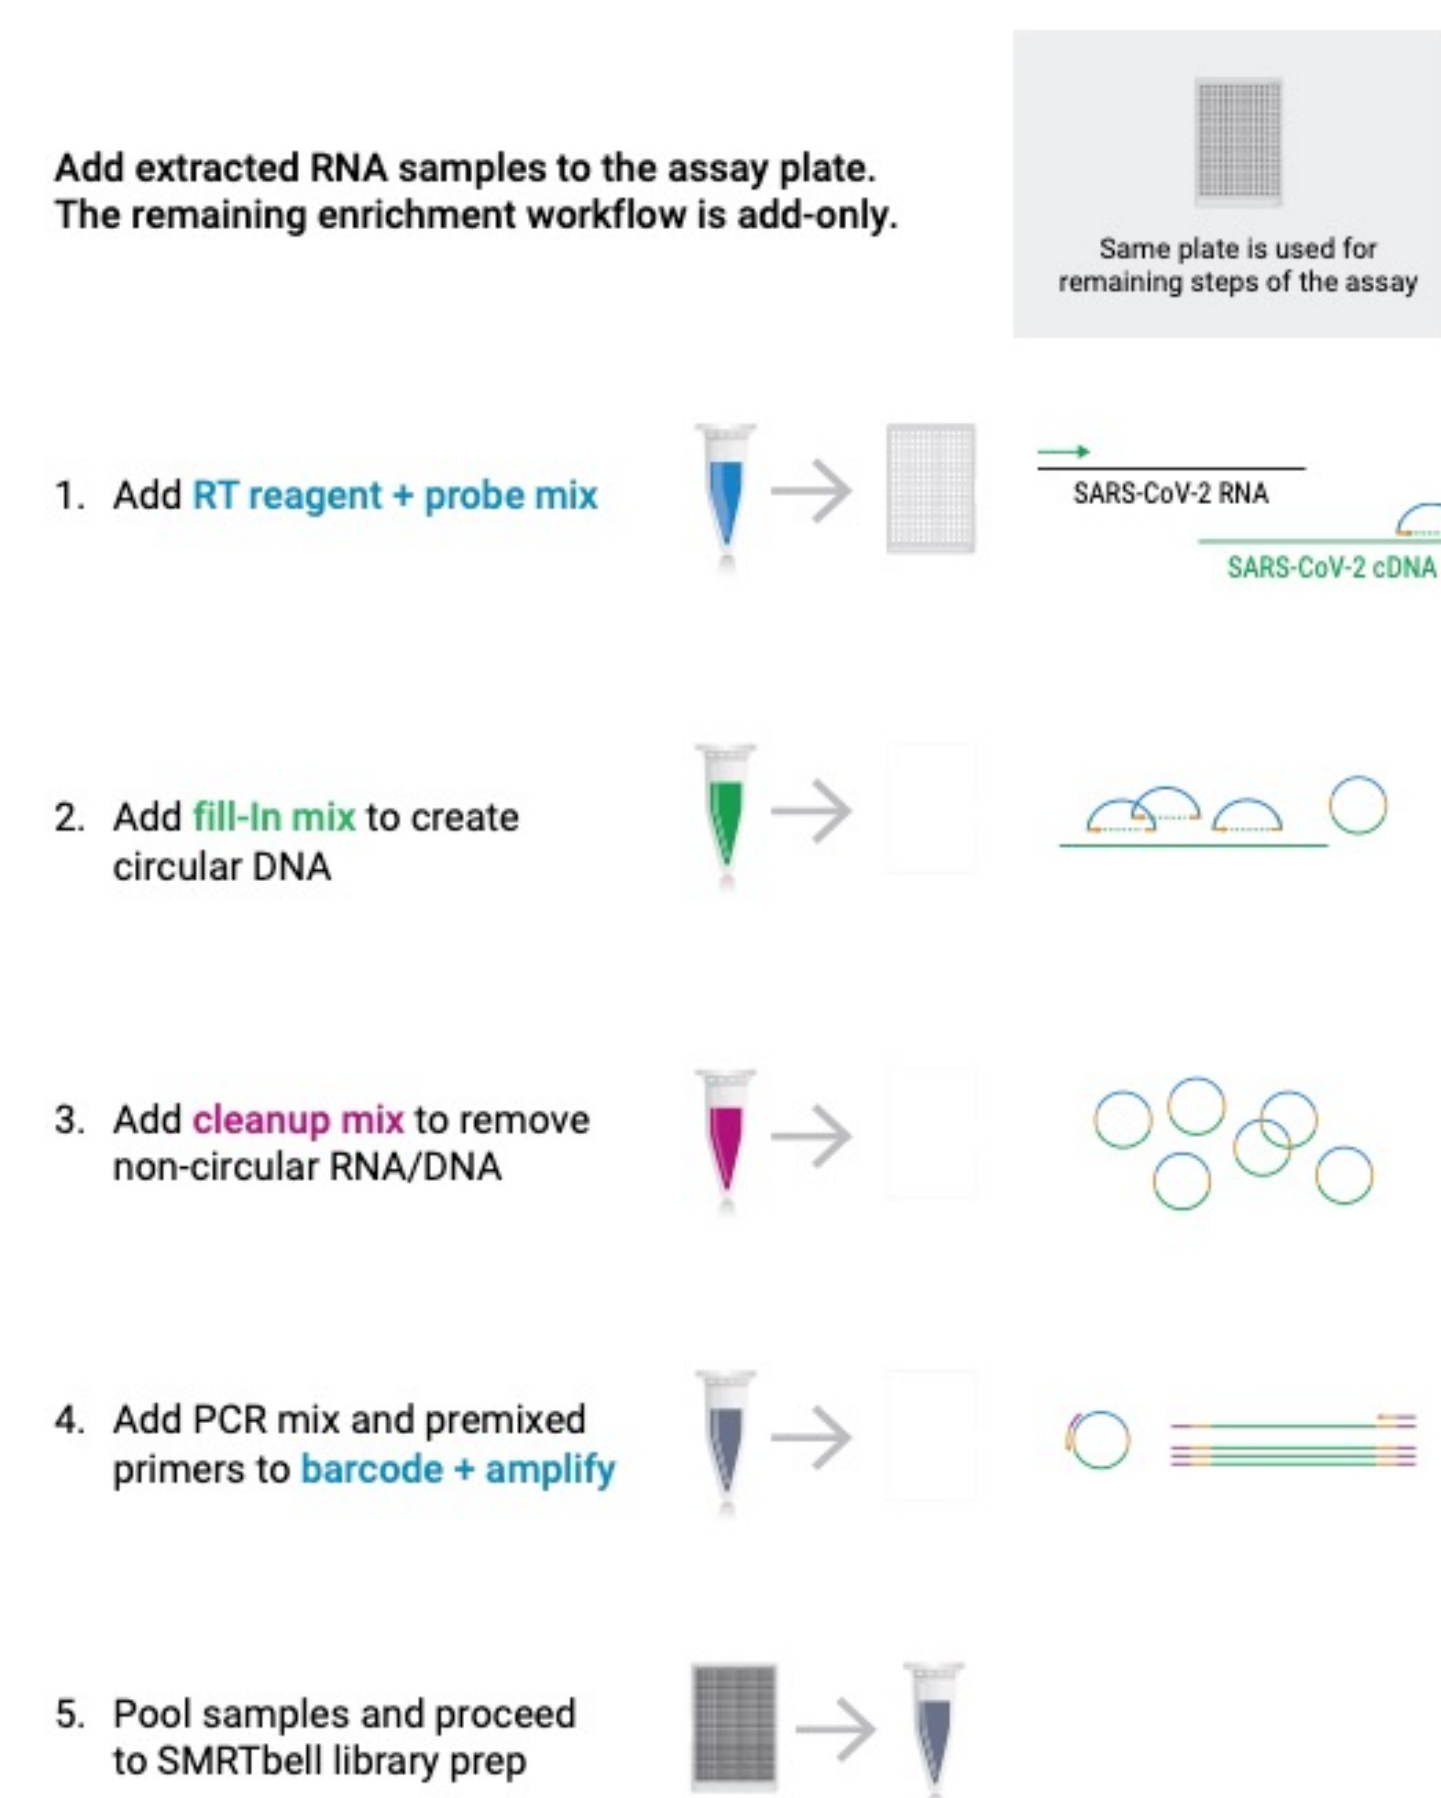 Add extracted RNA samples to the assay plate.
The remaining enrichment workflow is add-only.
Same plate is used for
remaining steps of the assay
1. Add RT reagent + probe mix
SARS-CoV-2 RNA
SARS-CoV-2 cDNA
2. Add fill-In mix to create
circular DNA
3. Add cleanup mix to remove
non-circular RNA/DNA
4. Add PCR mix and premixed
primers to barcode + amplify
5. Pool samples and proceed
to SMRTbell library prep